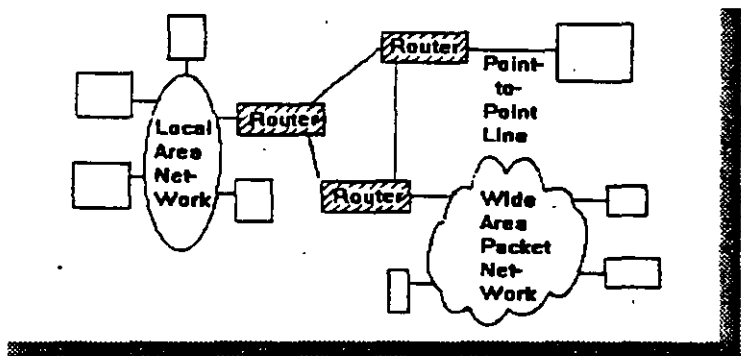 Router
Point-
to-
Point
Line
Router
Local
Area
Net-
Work
Router
Wide
Area
Packet
Net-
Work